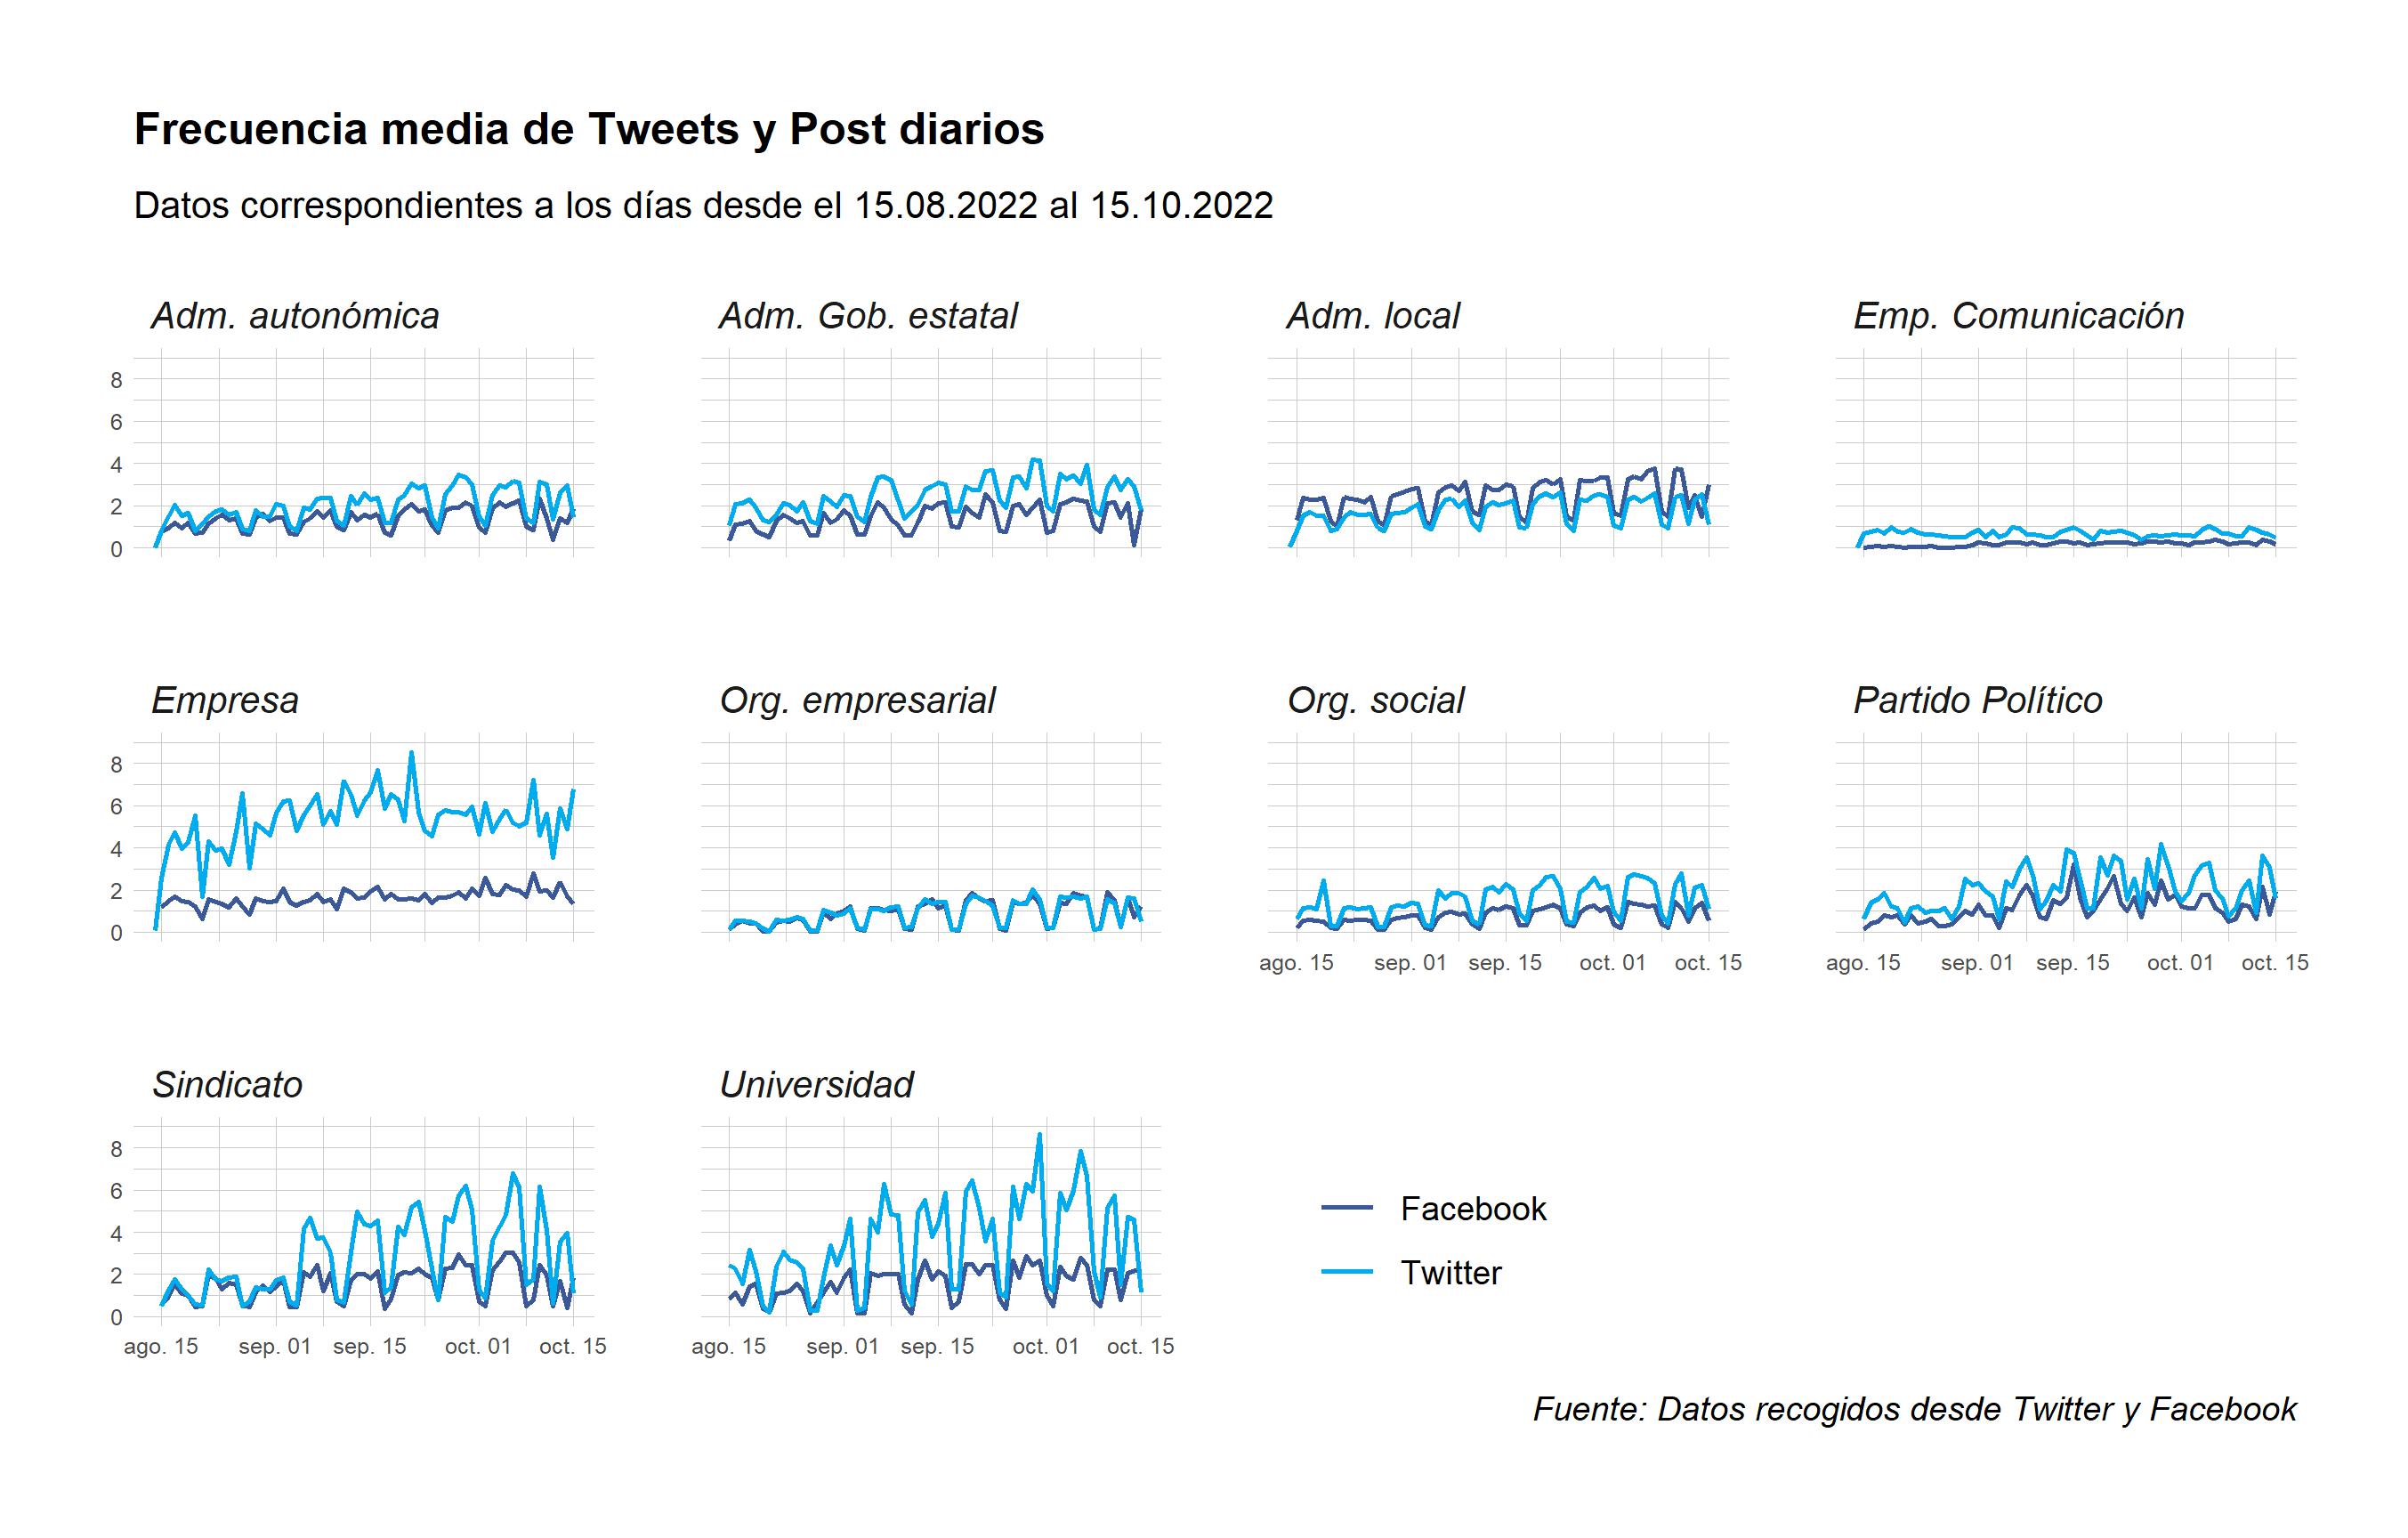 Frecuencia media de Tweets y Post diarios
Datos correspondientes a los días desde el 15.08.2022 al 15.10.2022
Adm. autonómica
Adm. Gob. estatal
Adm. local
Emp. Comunicación
8
6
4
2
0
Empresa
Org. empresarial
Org. social
Partido Político
8
6
4
2
0
ago. 15 sep. 01 sep. 15 oct. 01 oct. 15
ago. 15 sep. 01 sep. 15 oct. 01 oct. 15
Sindicato
Universidad
8
6
4
2
0
ago. 15 sep. 01 sep. 15 oct. 01 oct. 15
ago. 15 sep. 01 sep. 15 oct. 01 oct. 15
Facebook
Twitter
Fuente: Datos recogidos desde Twitter y Facebook